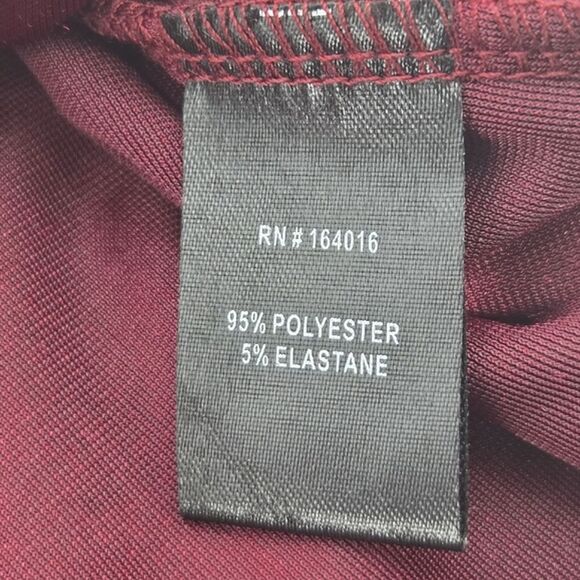 RN # 164016
95% POLYESTER
5% ELASTANE